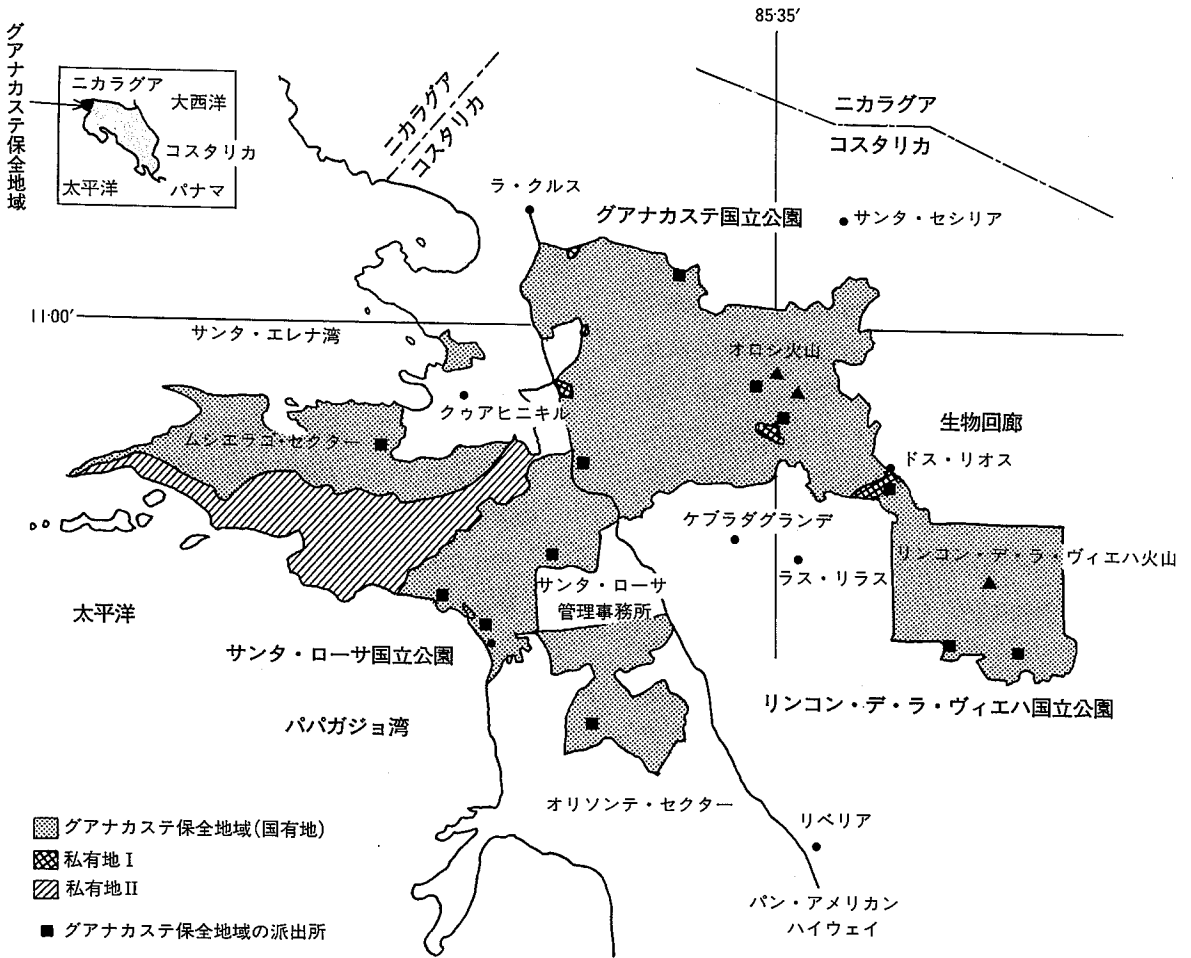 85·35′
グアナカステ保全地域
ニカラグア
大西洋
コスタリカ
太平洋
パナマ
ニカラグア
コスタリカ
ニカラグア
コスタリカ
ラ・クルス
グアナカステ国立公園
サンタ・セシリア
11·00′
サンタ・エレナ湾
オロシ火山
クゥアヒニキル
生物回廊
ムシエラゴ・セクター
ドス・リオス
ケブラダグランデ
リンコン・デ・ラ・ヴィエハ火山
ラス・リラス
サンタ・ローサ
管理事務所
太平洋
サンタ・ローサ国立公園
リンコン・デ・ラ・ヴィエハ国立公園
パパガジョ湾
オリソンテ・セクター
リベリア
グアナカステ保全地域(国有地)
私有地I
私有地II
グアナカステ保全地域の派出所
パン・アメリカン
ハイウェイ